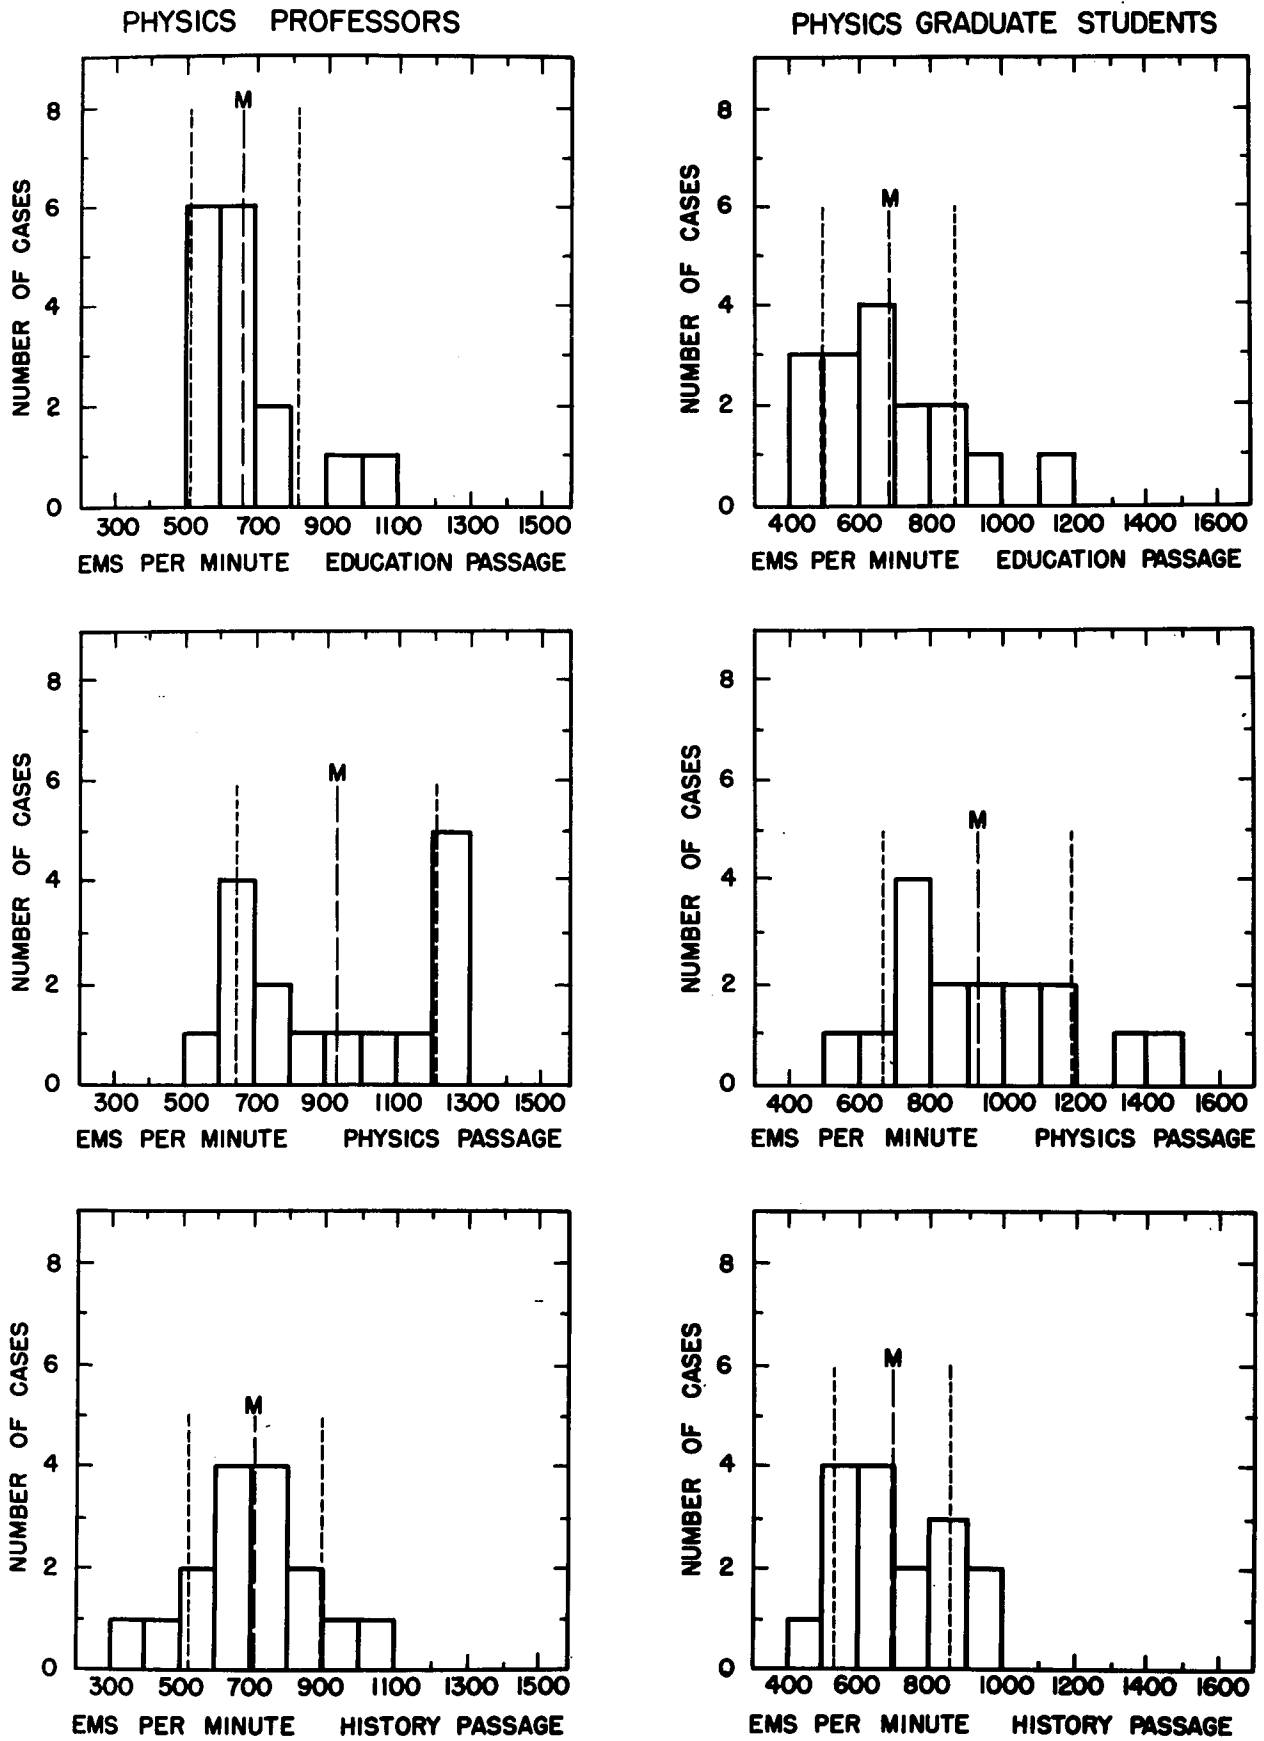 PHYSICS PROFESSORS
M
8
6
4
2
0
NUMBER OF CASES
300 500 700 900 1100 1300 1500
EMS PER MINUTE EDUCATION PASSAGE
PHYSICS GRADUATE STUDENTS
M
8
6
4
2
0
NUMBER OF CASES
400 600 800 1000 1200 1400 1600
EMS PER MINUTE EDUCATION PASSAGE
M
8
6
4
2
0
NUMBER OF CASES
300 500 700 900 1100 1300 1500
EMS PER MINUTE PHYSICS PASSAGE
M
8
6
4
2
0
NUMBER OF CASES
400 600 800 1000 1200 1400 1600
EMS PER MINUTE PHYSICS PASSAGE
M
8
6
4
2
0
NUMBER OF CASES
300 500 700 900 1100 1300 1500
EMS PER MINUTE HISTORY PASSAGE
M
8
6
4
2
0
NUMBER OF CASES
400 600 800 1000 1200 1400 1600
EMS PER MINUTE HISTORY PASSAGE